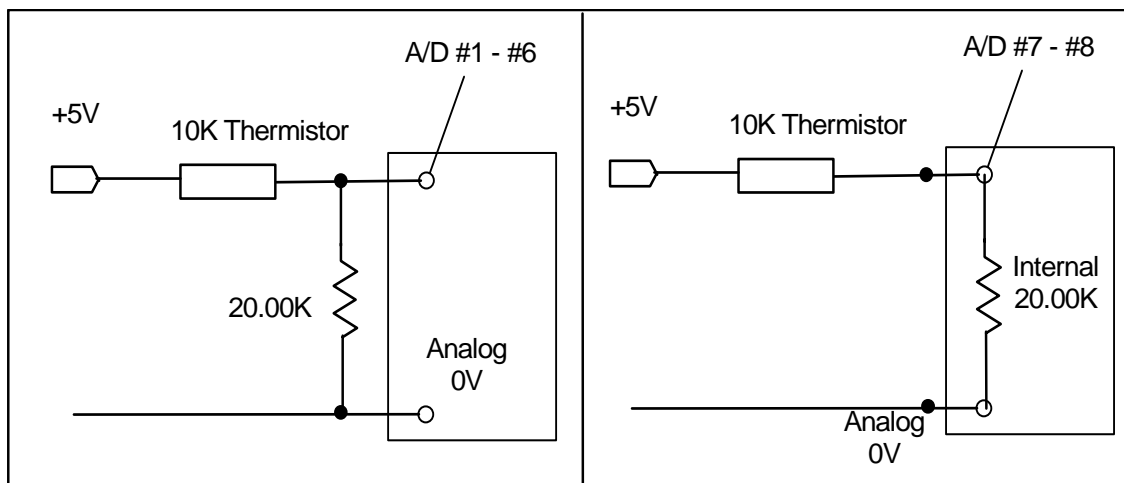 A/D #1 - #6
+5V
10K Thermistor
20.00K
Analog
0V
A/D #7 - #8
+5V
10K Thermistor
Internal
20.00K
Analog
0V